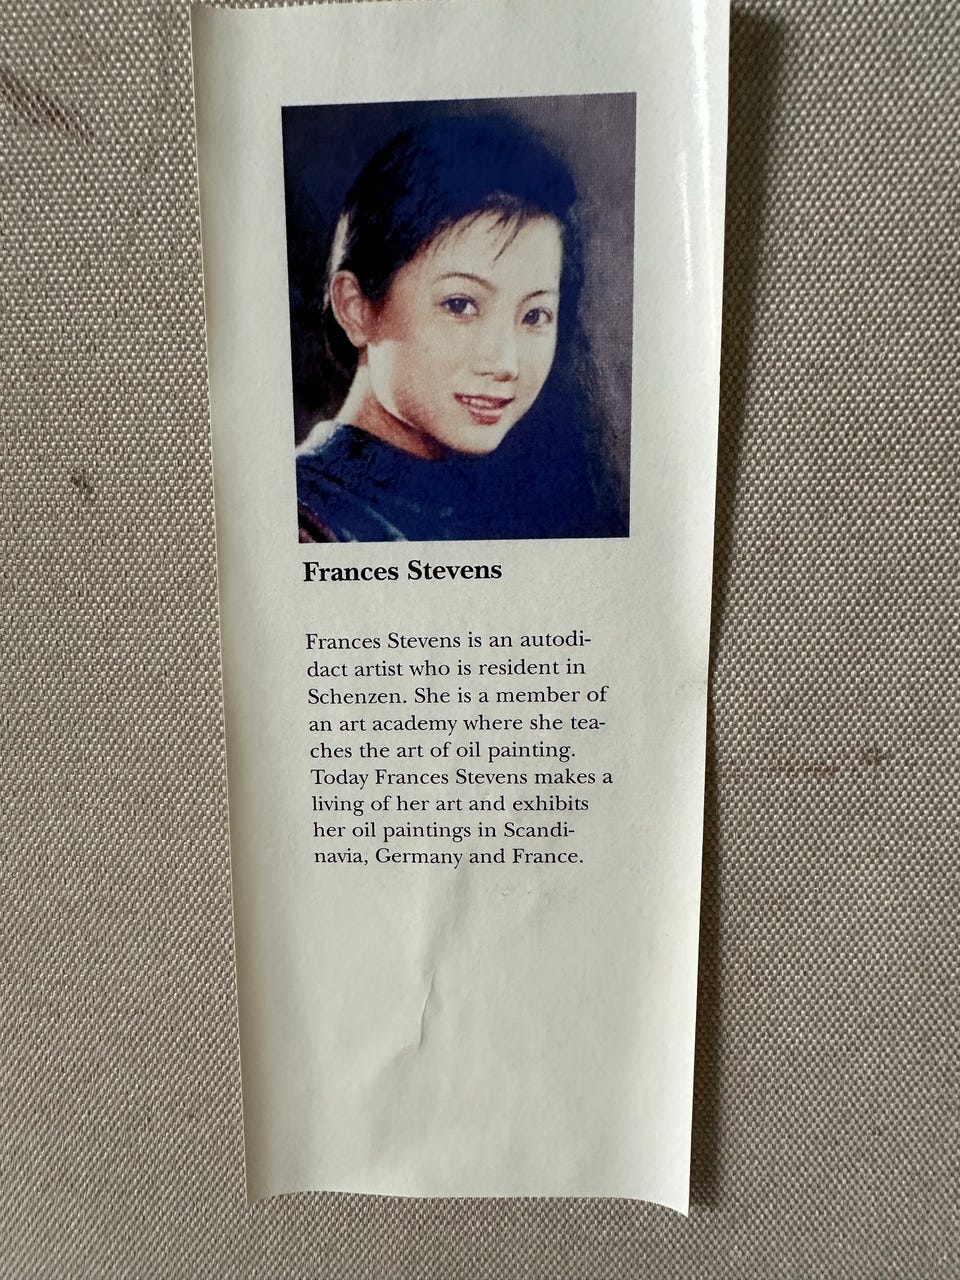 Frances Stevens
Frances Stevens is an autodi-
dact artist who is resident in
Schenzen. She is a member of
an art academy where she tea-
ches the art of oil painting.
Today Frances Stevens makes a
living of her art and exhibits
her oil paintings in Scandi-
navia, Germany and France.